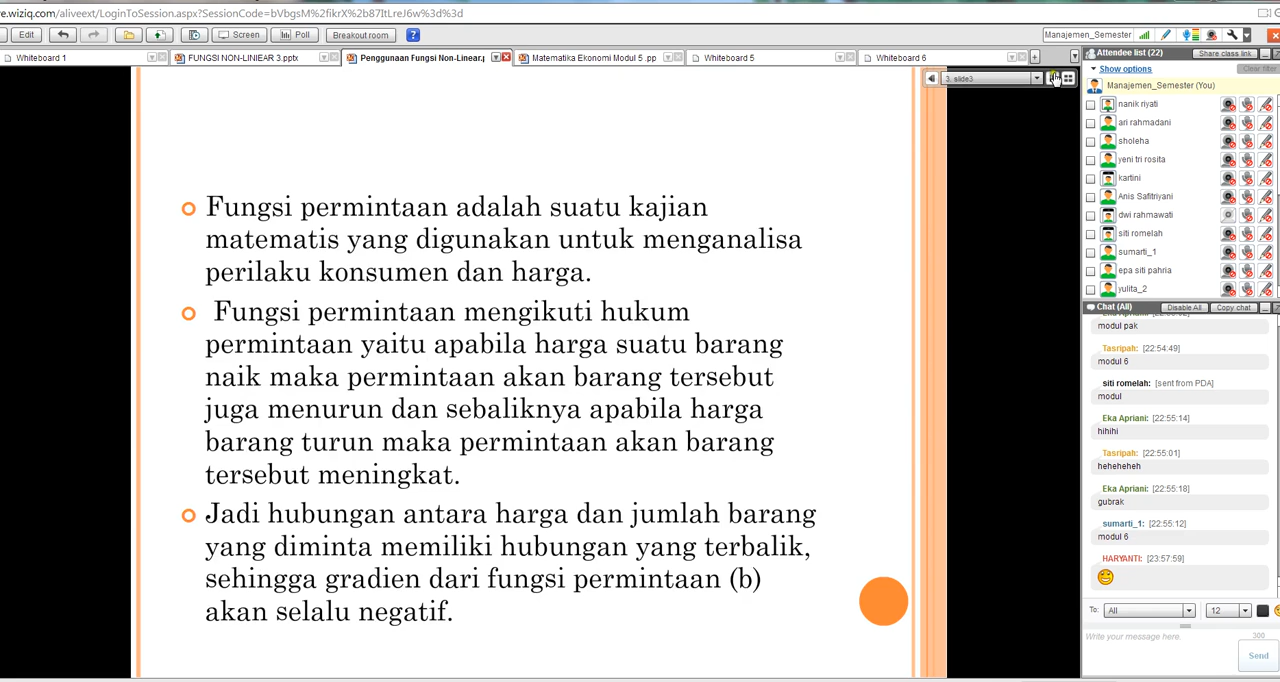 re.wiziq.com/aliveext/LoginToSession.aspx?SessionCode=bVbgsM%2fikrX%2b87ItLreJ6w%3d%3d
Edit
Screen
Poll
Breakout room
?
Manajemen_Semester
Whiteboard 1
FUNGSI NON-LINIEAR 3.pptx
Penggunaan Fungsi Non-Linear.p
Matematika Ekonomi Modul 5 .pp
Whiteboard 5
Whiteboard 6
3. slide3
Fungsi permintaan adalah suatu kajian
matematis yang digunakan untuk menganalisa
perilaku konsumen dan harga.
Fungsi permintaan mengikuti hukum
permintaan yaitu apabila harga suatu barang
naik maka permintaan akan barang tersebut
juga menurun dan sebaliknya apabila harga
barang turun maka permintaan akan barang
tersebut meningkat.
Jadi hubungan antara harga dan jumlah barang
yang diminta memiliki hubungan yang terbalik,
sehingga gradien dari fungsi permintaan (b)
akan selalu negatif.
Attendee list (22)
Share class link
Show options
Clear filter
Manajemen_Semester (You)
nanik riyati
ari rahmadani
sholeha
yeni tri rosita
kartini
Anis Safitriyani
dwi rahmawati
siti romelah
sumarti_1
epa siti pahria
yulita_2
Chat (All)
Disable All
Copy chat
modul pak
Tasripah: [22:54:49]
modul 6
siti romelah: [sent from PDA]
modul
Eka Apriani: [22:55:14]
hihihi
Tasripah: [22:55:01]
heheheheh
Eka Apriani: [22:55:18]
gubrak
sumarti_1: [22:55:12]
modul 6
HARYANTI: [23:57:59]
To:
All
12
Write your message here.
300
Send